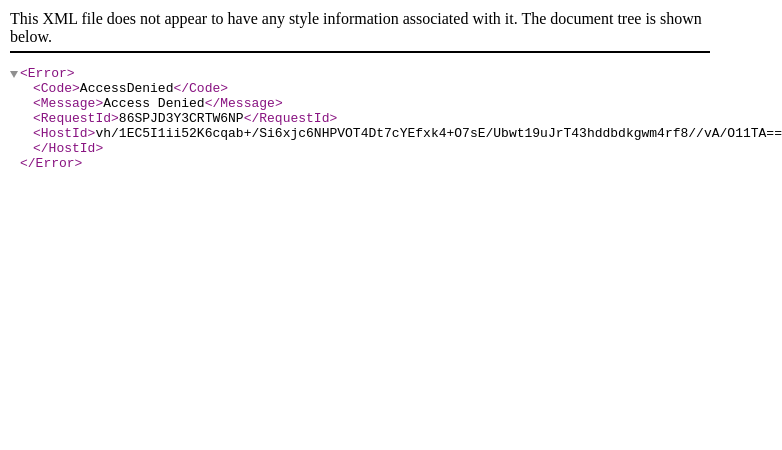 This XML file does not appear to have any style information associated with it. The document tree is shown
below.
<Error>
<Code>AccessDenied</Code>
<Message>Access Denied</Message>
<RequestId>86SPJD3Y3CRTW6NP</RequestId>
<HostId>vh/1EC5I1ii52K6cqab+/Si6xjc6NHPVOT4Dt7cYEfxk4+O7sE/Ubwt19uJrT43hddbdkgwm4rf8//vA/O11TA==
</HostId>
</Error>